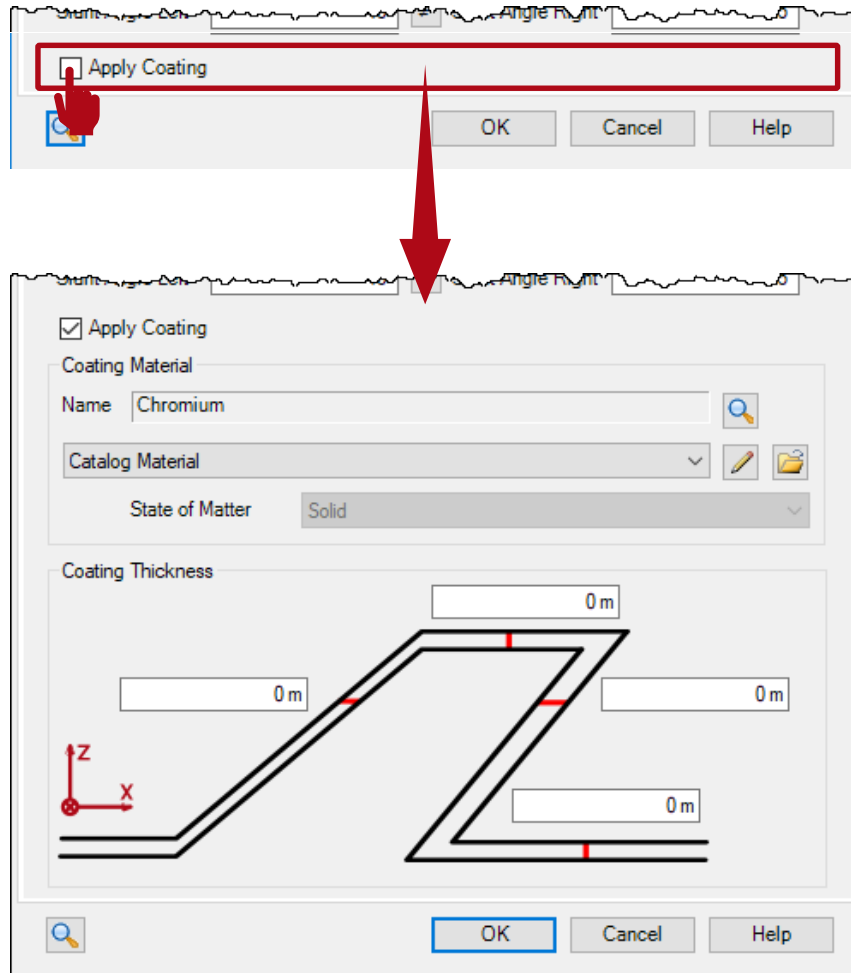 Apply Coating
OK Cancel Help
Angle Right
Apply Coating
Coating Material
Name Chromium
Catalog Material
State of Matter Solid
Coating Thickness
0 m
0 m 0 m
Z
X
0 m
OK Cancel Help